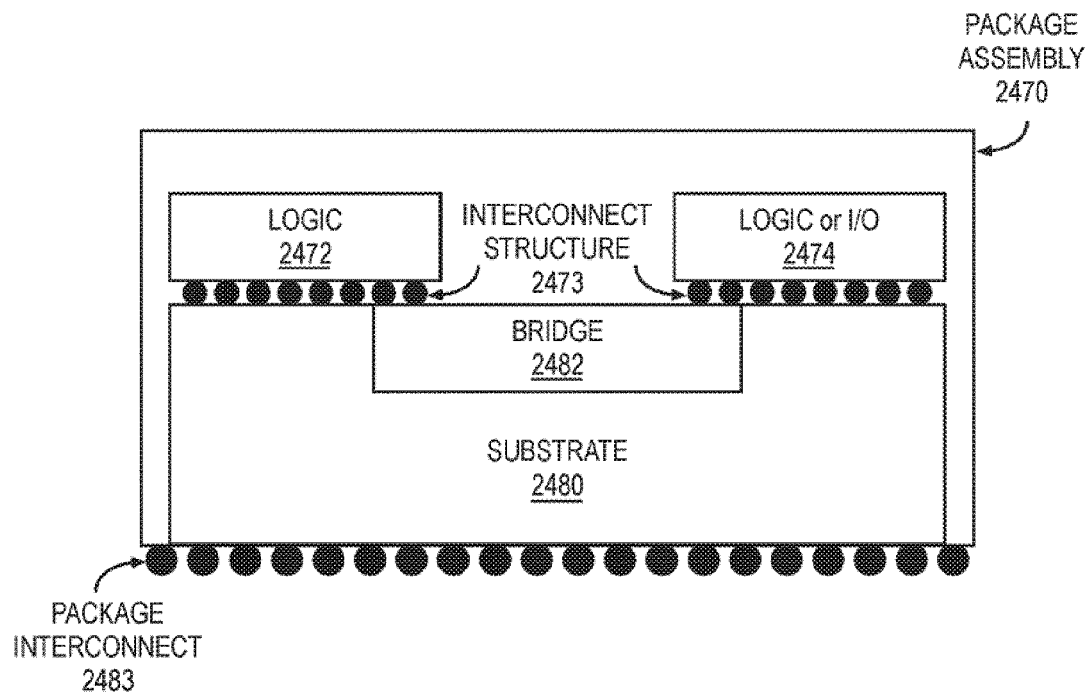 PACKAGE
ASSEMBLY
2470
LOGIC
2472
INTERCONNECT
STRUCTURE
2473
LOGIC or I/O
2474
BRIDGE
2482
SUBSTRATE
2480
PACKAGE
INTERCONNECT
2483